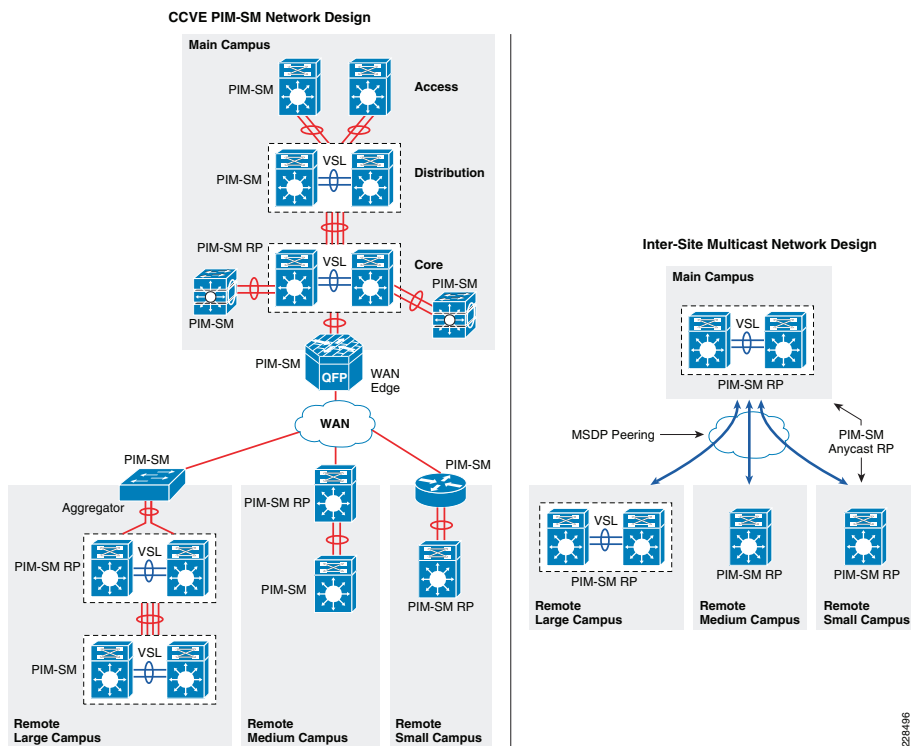 CCVE PIM-SM Network Design
Main Campus
PIM-SM
Access
VSL
PIM-SM
Distribution
PIM-SM RP
VSL
Core
PIM-SM
PIM-SM
PIM-SM
QFP
WAN
Edge
WAN
PIM-SM
PIM-SM
Aggregator
PIM-SM RP
VSL
PIM-SM RP
PIM-SM
PIM-SM RP
PIM-SM
VSL
Remote
Large Campus
Remote
Medium Campus
Remote
Small Campus
Inter-Site Multicast Network Design
Main Campus
VSL
PIM-SM RP
MSDP Peering
PIM-SM
Anycast RP
VSL
PIM-SM RP
PIM-SM RP
PIM-SM RP
Remote
Large Campus
Remote
Medium Campus
Remote
Small Campus
228496